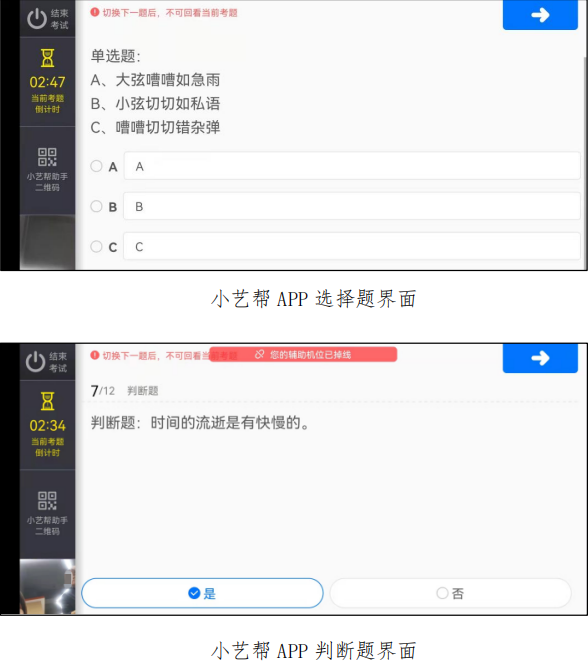 结束
考试
切换下一题后，不可回看当前考题
02:47
当前考题
倒计时
小艺帮助手
二维码
单选题：
A、大弦嘈嘈如急雨
B、小弦切切如私语
C、嘈嘈切切错杂弹
A A
B B
C C
小艺帮 APP 选择题界面
结束
考试
切换下一题后，不可回看当
您的辅助机位已掉线
7/12 判断题
02:34
当前考题
倒计时
小艺帮助手
二维码
判断题：时间的流逝是有快慢的。
是
否
小艺帮 APP 判断题界面